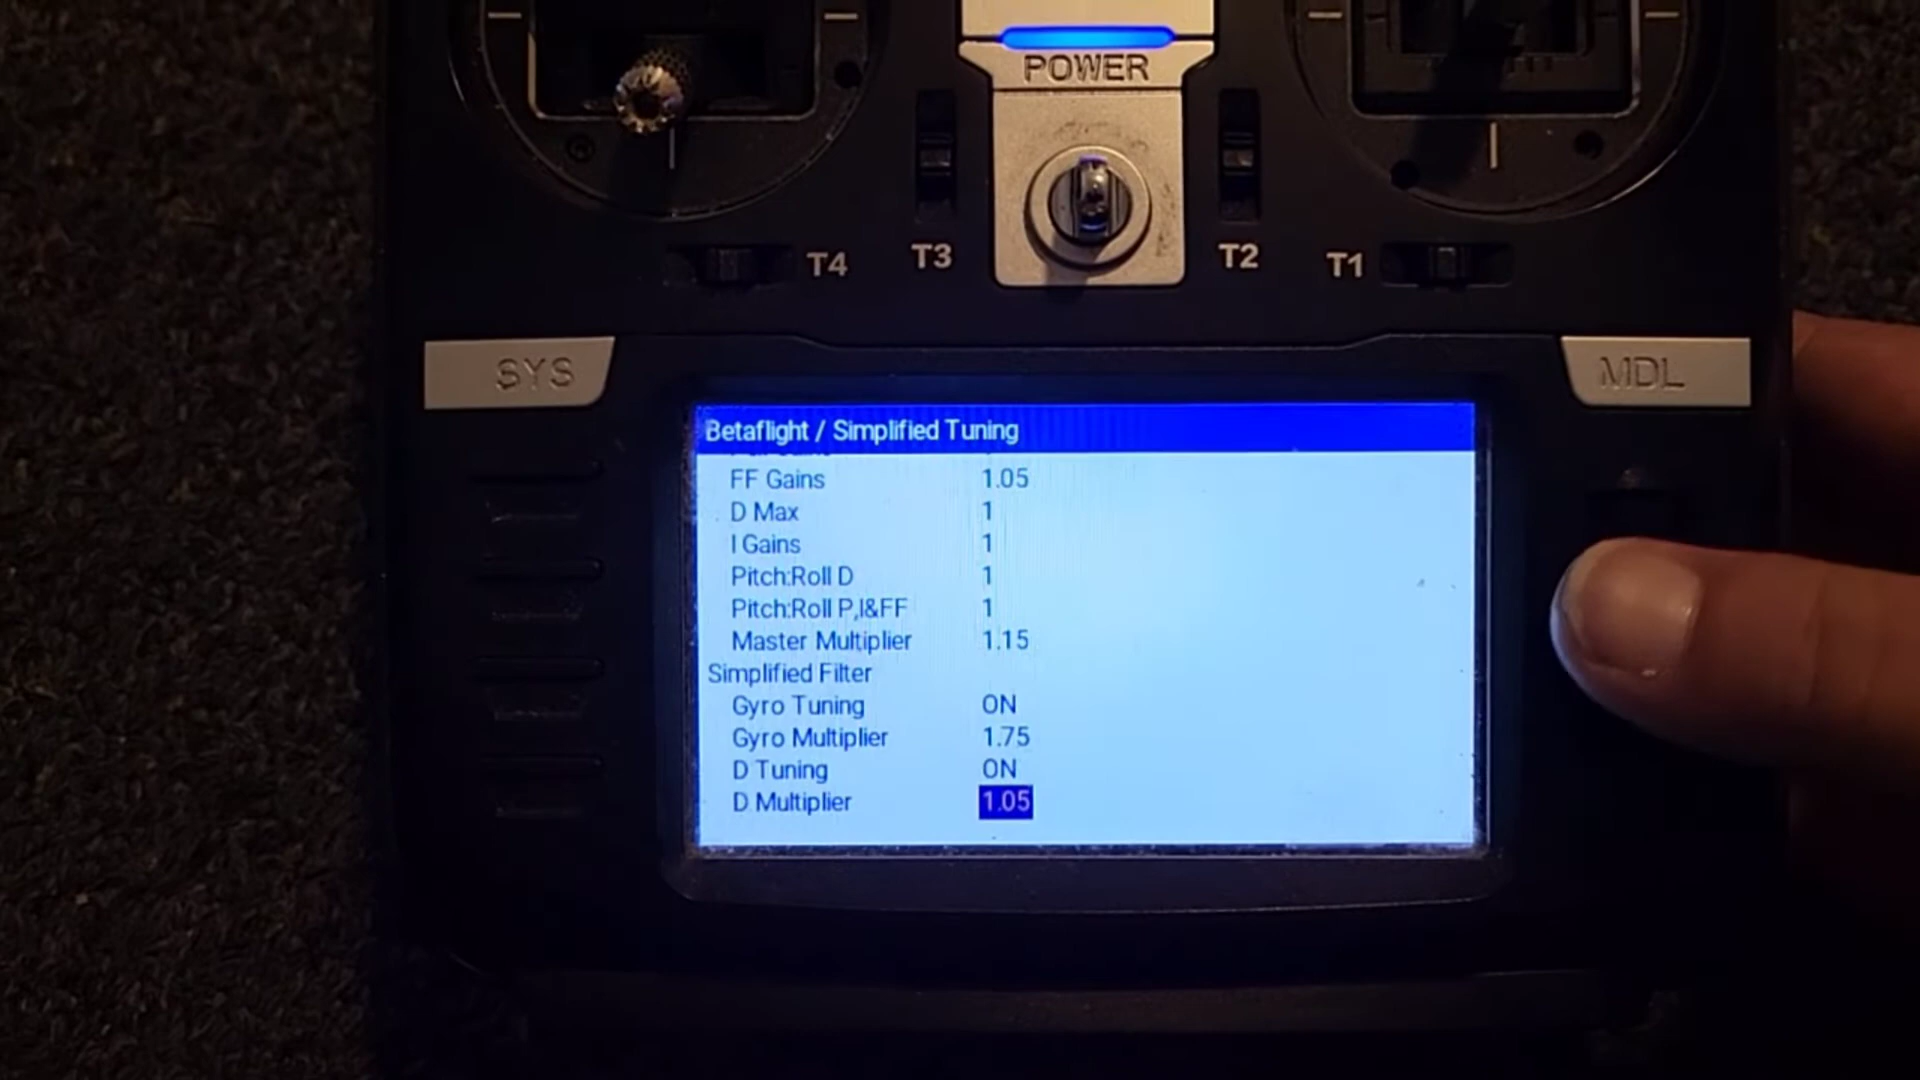 POWER
T4
T3
T2
T1
SYS
MDL
Betaflight / Simplified Tuning
FF Gains 1.05
D Max 1
I Gains 1
Pitch:Roll D 1
Pitch:Roll P,I&FF 1
Master Multiplier 1.15
Simplified Filter
Gyro Tuning ON
Gyro Multiplier 1.75
D Tuning ON
D Multiplier 1.05